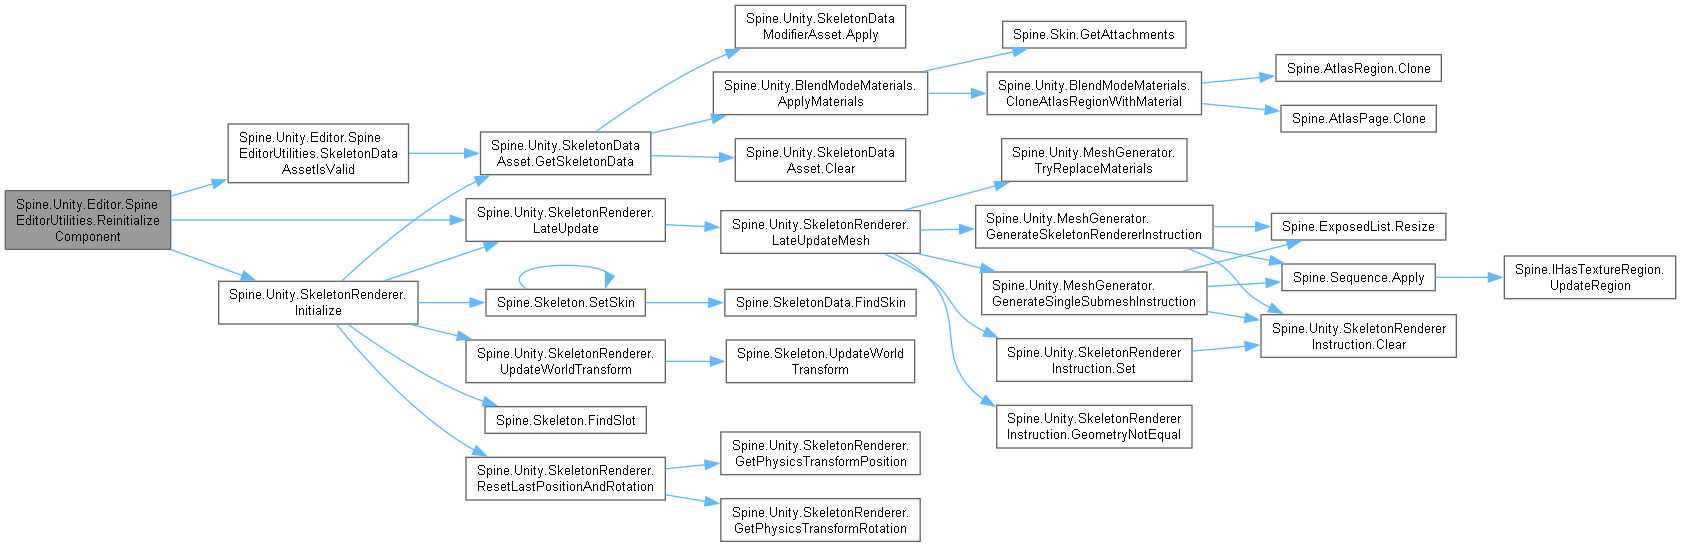 Spine.Unity.Editor.Spine
EditorUtilities.Reinitialize
Component
Spine.Unity.Editor.Spine
EditorUtilities.SkeletonData
AssetIsValid
Spine.Unity.SkeletonData
Asset.GetSkeletonData
Spine.Unity.SkeletonData
ModifierAsset.Apply
Spine.Unity.BlendModeMaterials.
ApplyMaterials
Spine.Skin.GetAttachments
Spine.Unity.BlendModeMaterials.
CloneAtlasRegionWithMaterial
Spine.AtlasRegion.Clone
Spine.AtlasPage.Clone
Spine.Unity.SkeletonData
Asset.Clear
Spine.Unity.SkeletonRenderer.
LateUpdate
Spine.Unity.SkeletonRenderer.
LateUpdateMesh
Spine.Unity.MeshGenerator.
TryReplaceMaterials
Spine.Unity.MeshGenerator.
GenerateSkeletonRendererInstruction
Spine.Unity.MeshGenerator.
GenerateSingleSubmeshInstruction
Spine.ExposedList.Resize
Spine.Sequence.Apply
Spine.IHasTextureRegion.
UpdateRegion
Spine.Unity.SkeletonRenderer
Instruction.Clear
Spine.Unity.SkeletonRenderer
Instruction.Set
Spine.Unity.SkeletonRenderer
Instruction.GeometryNotEqual
Spine.Unity.SkeletonRenderer.
Initialize
Spine.Skeleton.SetSkin
Spine.SkeletonData.FindSkin
Spine.Unity.SkeletonRenderer.
UpdateWorldTransform
Spine.Skeleton.UpdateWorld
Transform
Spine.Skeleton.FindSlot
Spine.Unity.SkeletonRenderer.
ResetLastPositionAndRotation
Spine.Unity.SkeletonRenderer.
GetPhysicsTransformPosition
Spine.Unity.SkeletonRenderer.
GetPhysicsTransformRotation